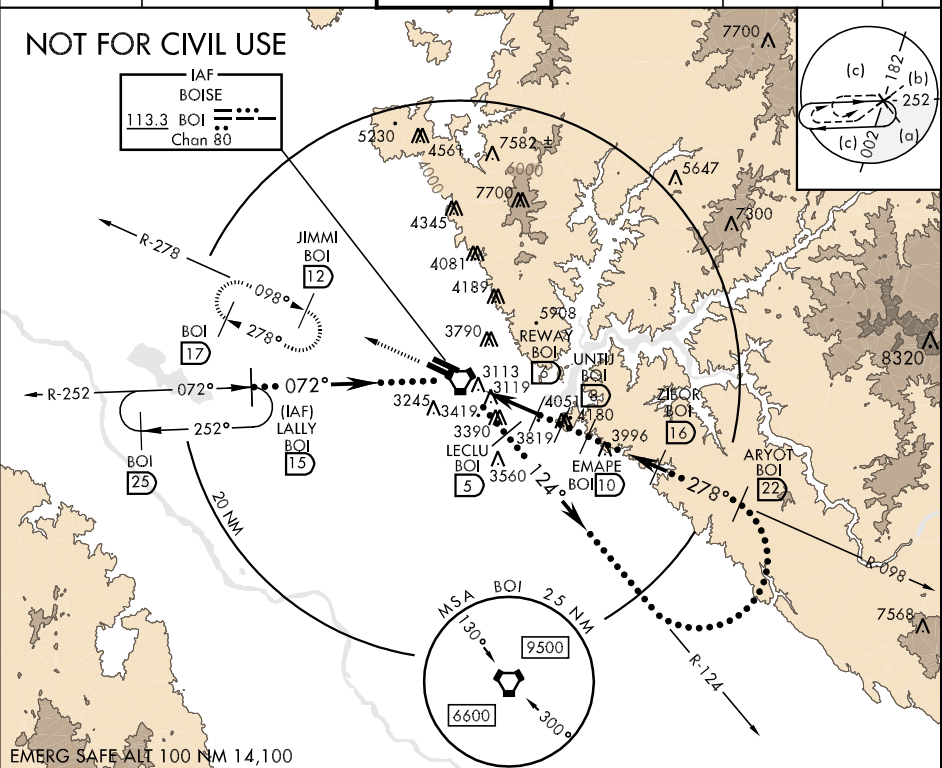 NOT FOR CIVIL USE
IAF
BOISE
113.3 BOI
Chan 80
7700
(c)
182
(b)
252
(a)
(c)
002
5230
4561
7582 ±
6000
4000
7700
5647
7300
4345
4081
4189
3790
5908
8320
R-278
JIMMI
BOI
12
098°
278°
BOI
17
R-252
072°
072°
252°
(IAF)
LALLY
BOI
15
BOI
25
3113
3119
3245
3419
3390
3560
REWAY
BOI
UNTIJ
BOI
8
4051
4180
3819
3996
LECLU
BOI
5
EMAPE
BOI 10
ZIBOR
BOI
16
ARYOT
BOI
22
278°
124°
R-098
R-124
7568
20 NM
MSA BOI 25 NM
130°
9500
6600
300°
EMERG SAFE ALT 100 NM 14,100